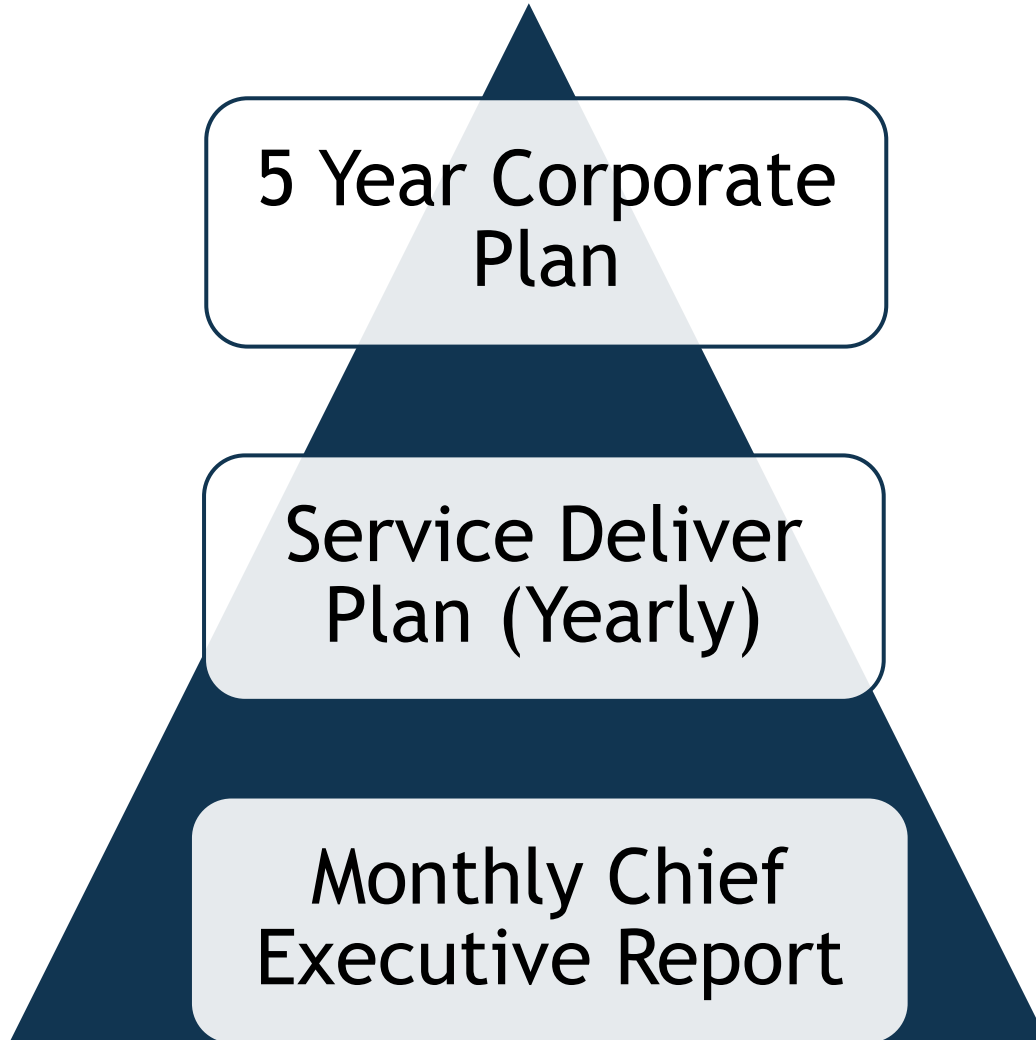 5 Year Corporate
Plan
Service Deliver
Plan (Yearly)
Monthly Chief
Executive Report